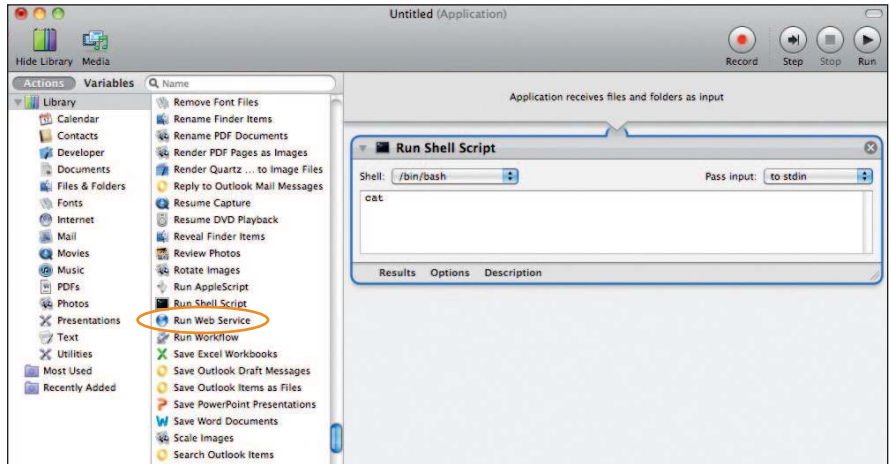 Untitled (Application)
Hide Library
Media
Record
Step
Stop
Run
Actions
Variables
Name
Library
Calendar
Contacts
Developer
Documents
Files & Folders
Fonts
Internet
Mail
Movies
Music
PDFs
Photos
Presentations
Text
Utilities
Most Used
Recently Added
Remove Font Files
Rename Finder Items
Rename PDF Documents
Render PDF Pages as Images
Render Quartz ... to Image Files
Reply to Outlook Mail Messages
Resume Capture
Resume DVD Playback
Reveal Finder Items
Review Photos
Rotate Images
Run AppleScript
Run Shell Script
Run Web Service
Run Workflow
Save Excel Workbooks
Save Outlook Draft Messages
Save Outlook Items as Files
Save PowerPoint Presentations
Save Word Documents
Scale Images
Search Outlook Items
Application receives files and folders as input
Run Shell Script
Shell: /bin/bash
Pass input: to stdin
cat
Results Options Description